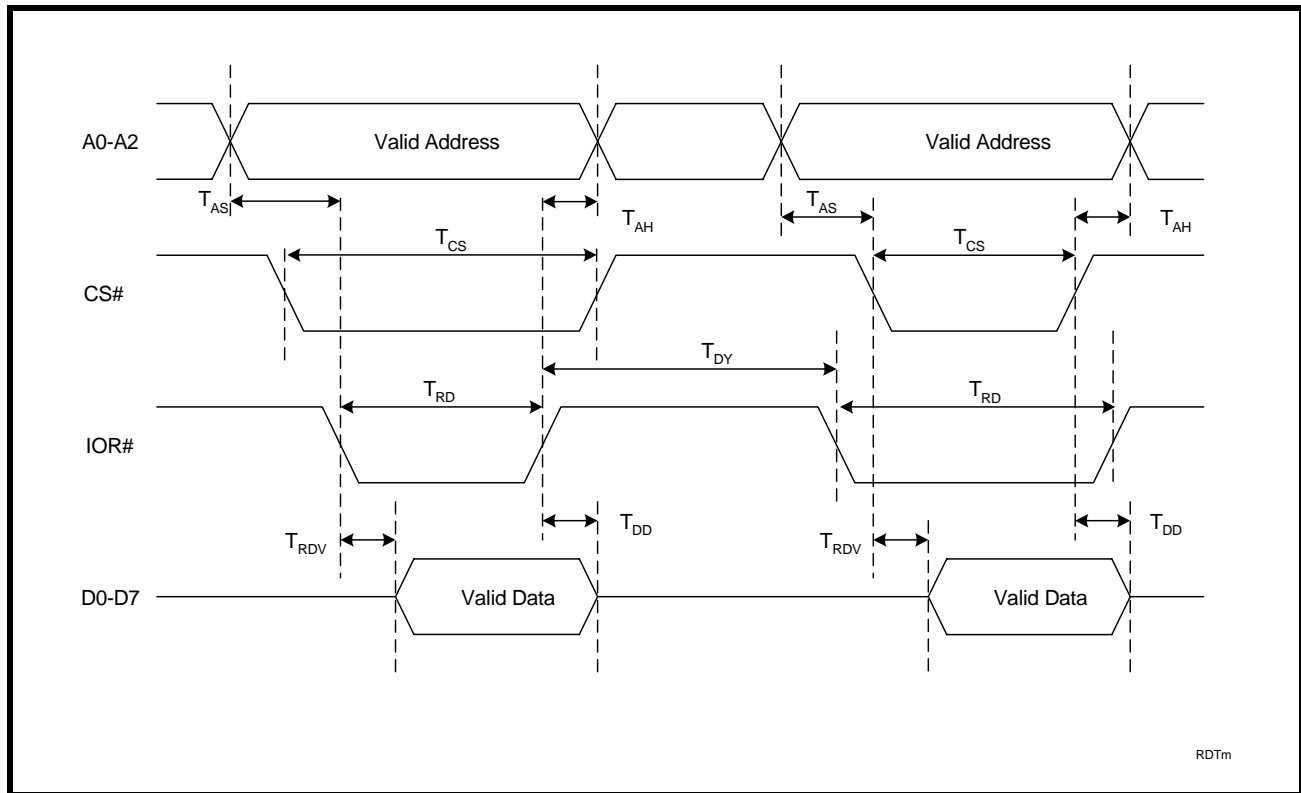 A0-A2
Valid Address
Valid Address
TAS
TAH
TAS
TAH
TCS
TCS
CS#
TDY
TRD
TRD
IOR#
TRDV
TDD
TRDV
TDD
D0-D7
Valid Data
Valid Data
RDTm